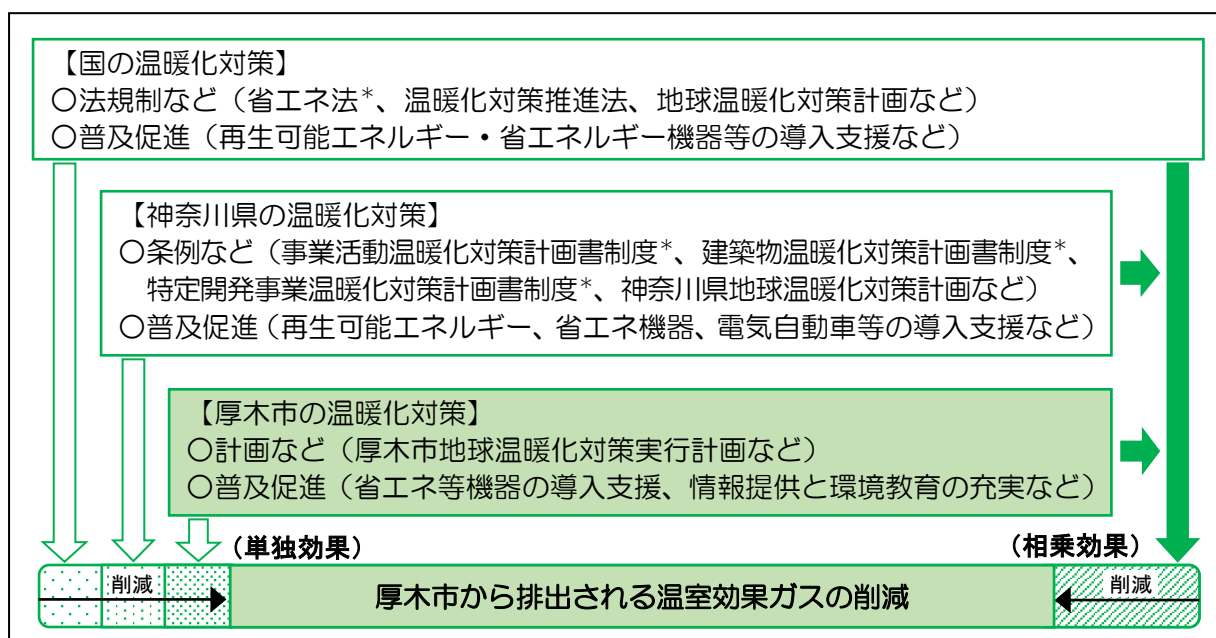 【国の温暖化対策】
〇法規制など（省エネ法*、温暖化対策推進法、地球温暖化対策計画など）
〇普及促進（再生可能エネルギー・省エネルギー機器等の導入支援など）
【神奈川県の温暖化対策】
〇条例など（事業活動温暖化対策計画書制度*、建築物温暖化対策計画書制度*、
特定開発事業温暖化対策計画書制度*、神奈川県地球温暖化対策計画など）
〇普及促進（再生可能エネルギー、省エネ機器、電気自動車等の導入支援など）
【厚木市の温暖化対策】
〇計画など（厚木市地球温暖化対策実行計画など）
〇普及促進（省エネ等機器の導入支援、情報提供と環境教育の充実など）
（単独効果）
（相乗効果）
削減
厚木市から排出される温室効果ガスの削減
削減